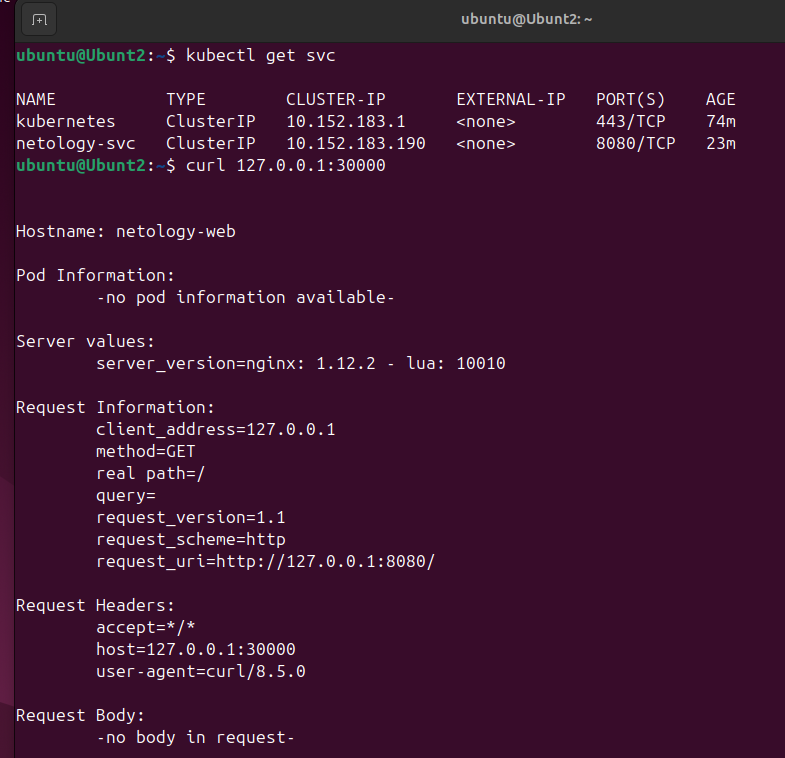 ubuntu@Ubunt2: ~
ubuntu@Ubunt2:~$ kubectl get svc
NAME TYPE CLUSTER-IP EXTERNAL-IP PORT(S) AGE
kubernetes ClusterIP 10.152.183.1 <none> 443/TCP 74m
netology-svc ClusterIP 10.152.183.190 <none> 8080/TCP 23m
ubuntu@Ubunt2:~$ curl 127.0.0.1:30000
Hostname: netology-web
Pod Information:
-no pod information available-
Server values:
server_version=nginx: 1.12.2 - lua: 10010
Request Information:
client_address=127.0.0.1
method=GET
real path=/
query=
request_version=1.1
request_scheme=http
request_uri=http://127.0.0.1:8080/
Request Headers:
accept=*/*
host=127.0.0.1:30000
user-agent=curl/8.5.0
Request Body:
-no body in request-